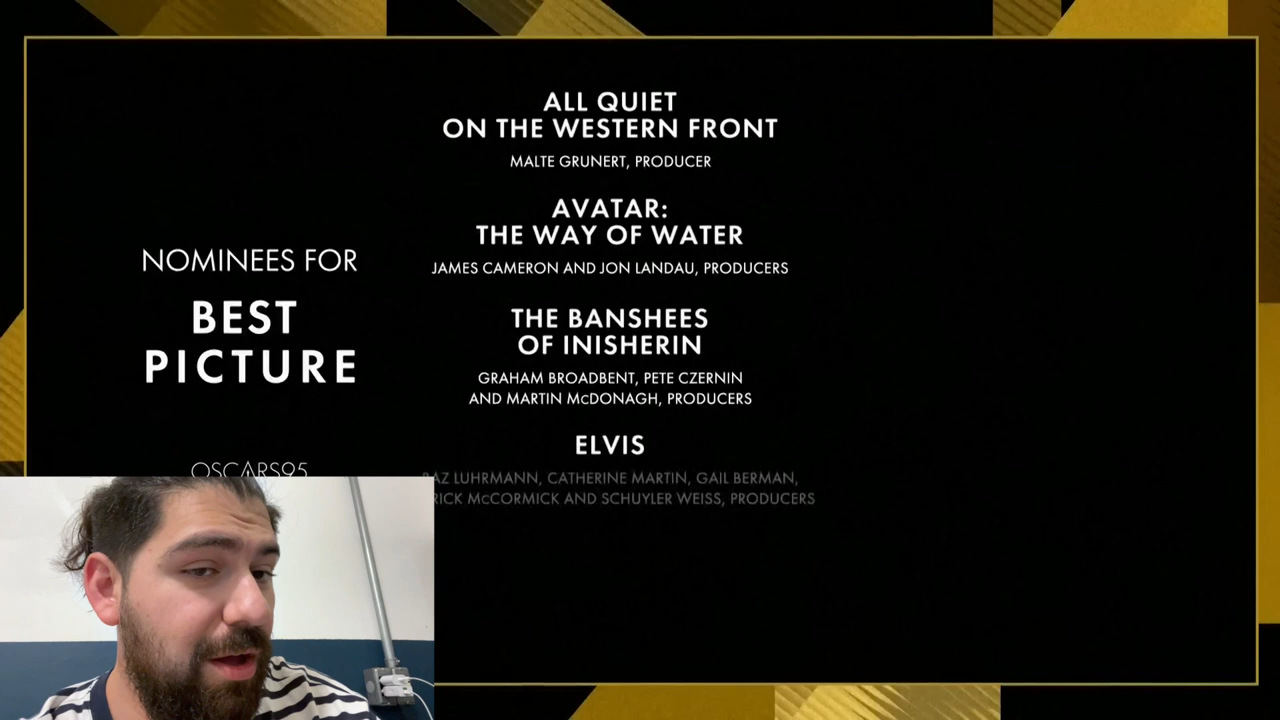 NOMINEES FOR
BEST
PICTURE
OSCARS95
ALL QUIET
ON THE WESTERN FRONT
MALTE GRUNERT, PRODUCER
AVATAR:
THE WAY OF WATER
JAMES CAMERON AND JON LANDAU, PRODUCERS
THE BANSHEES
OF INISHERIN
GRAHAM BROADBENT, PETE CZERNIN
AND MARTIN McDONAGH, PRODUCERS
ELVIS
BAZ LUHRMANN, CATHERINE MARTIN, GAIL BERMAN,
McCORMICK AND SCHUYLER WEISS, PRODUCERS